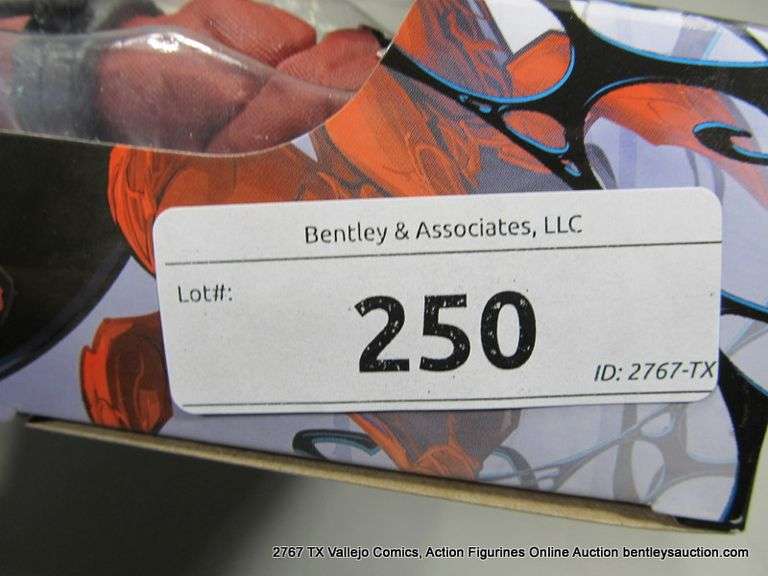 Bentley & Associates, LLC
Lot#:
250
ID: 2767-TX
2767 TX Vallejo Comics, Action Figurines Online Auction bentleysauction.com